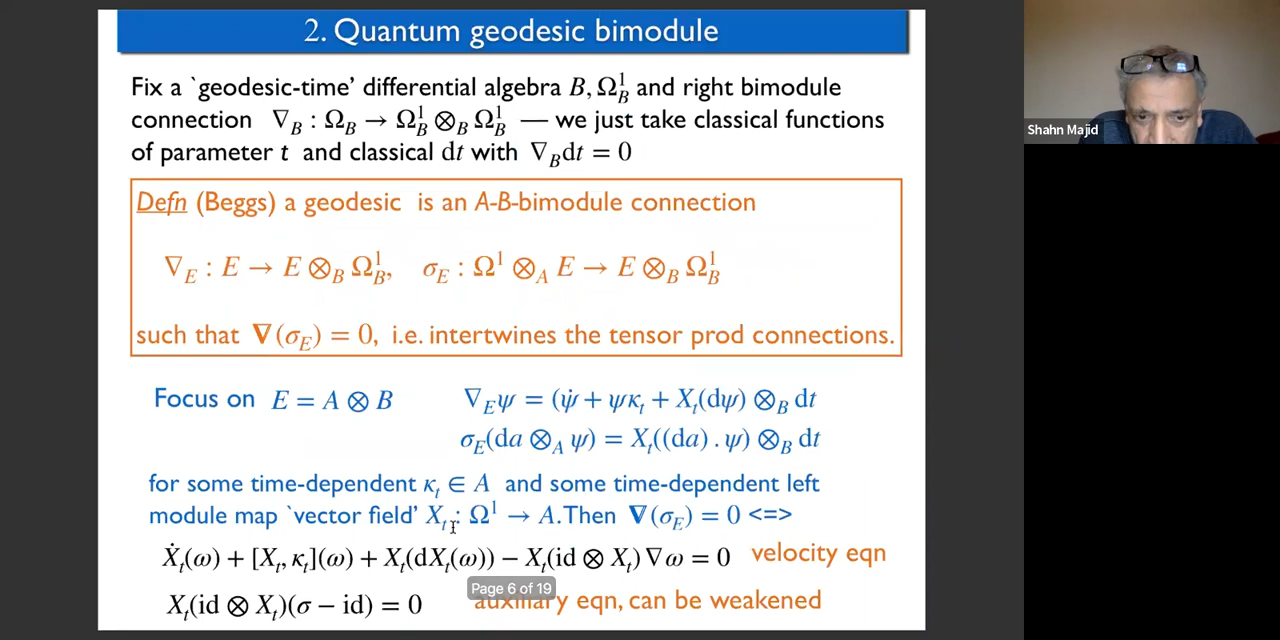 2. Quantum geodesic bimodule
Fix a `geodesic-time' differential algebra B, Ω¹_B and right bimodule
connection ∇_B : Ω_B → Ω¹_B ⊗_B Ω¹_B — we just take classical functions
of parameter t and classical dt with ∇_B dt = 0
Defn (Beggs) a geodesic is an A-B-bimodule connection
∇_E : E → E ⊗_B Ω¹_B, σ_E : Ω¹ ⊗_A E → E ⊗_B Ω¹_B
such that ∇(σ_E) = 0, i.e. intertwines the tensor prod connections.
Focus on E = A ⊗ B ∇_E ψ = (ψ̇ + ψκ_t + X_t(dψ) ⊗_B dt
σ_E(da ⊗_A ψ) = X_t((da) . ψ) ⊗_B dt
for some time-dependent κ_t ∈ A and some time-dependent left
module map `vector field' X_t : Ω¹ → A. Then ∇(σ_E) = 0 <=>
Ẋ_t(ω) + [X_t, κ_t](ω) + X_t(dX_t(ω)) − X_t(id ⊗ X_t)∇ω = 0 velocity eqn
X_t(id ⊗ X_t)(σ − id) = 0 auxiliary eqn, can be weakened
Page 6 of 19
Shahn Majid